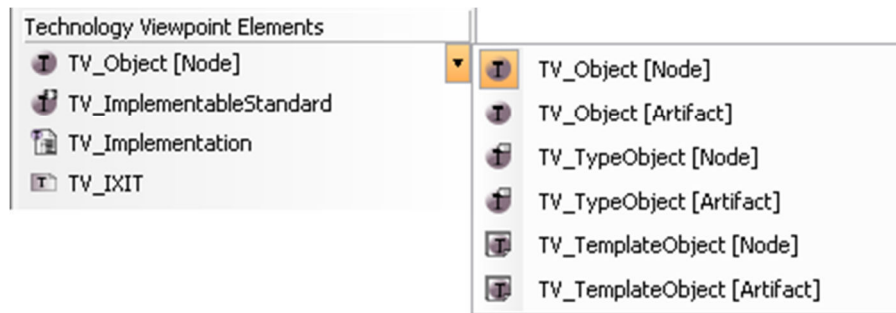 Technology Viewpoint Elements
TV_Object [Node]
TV_ImplementableStandard
TV_Implementation
TV_IXIT
TV_Object [Node]
TV_Object [Artifact]
TV_TypeObject [Node]
TV_TypeObject [Artifact]
TV_TemplateObject [Node]
TV_TemplateObject [Artifact]